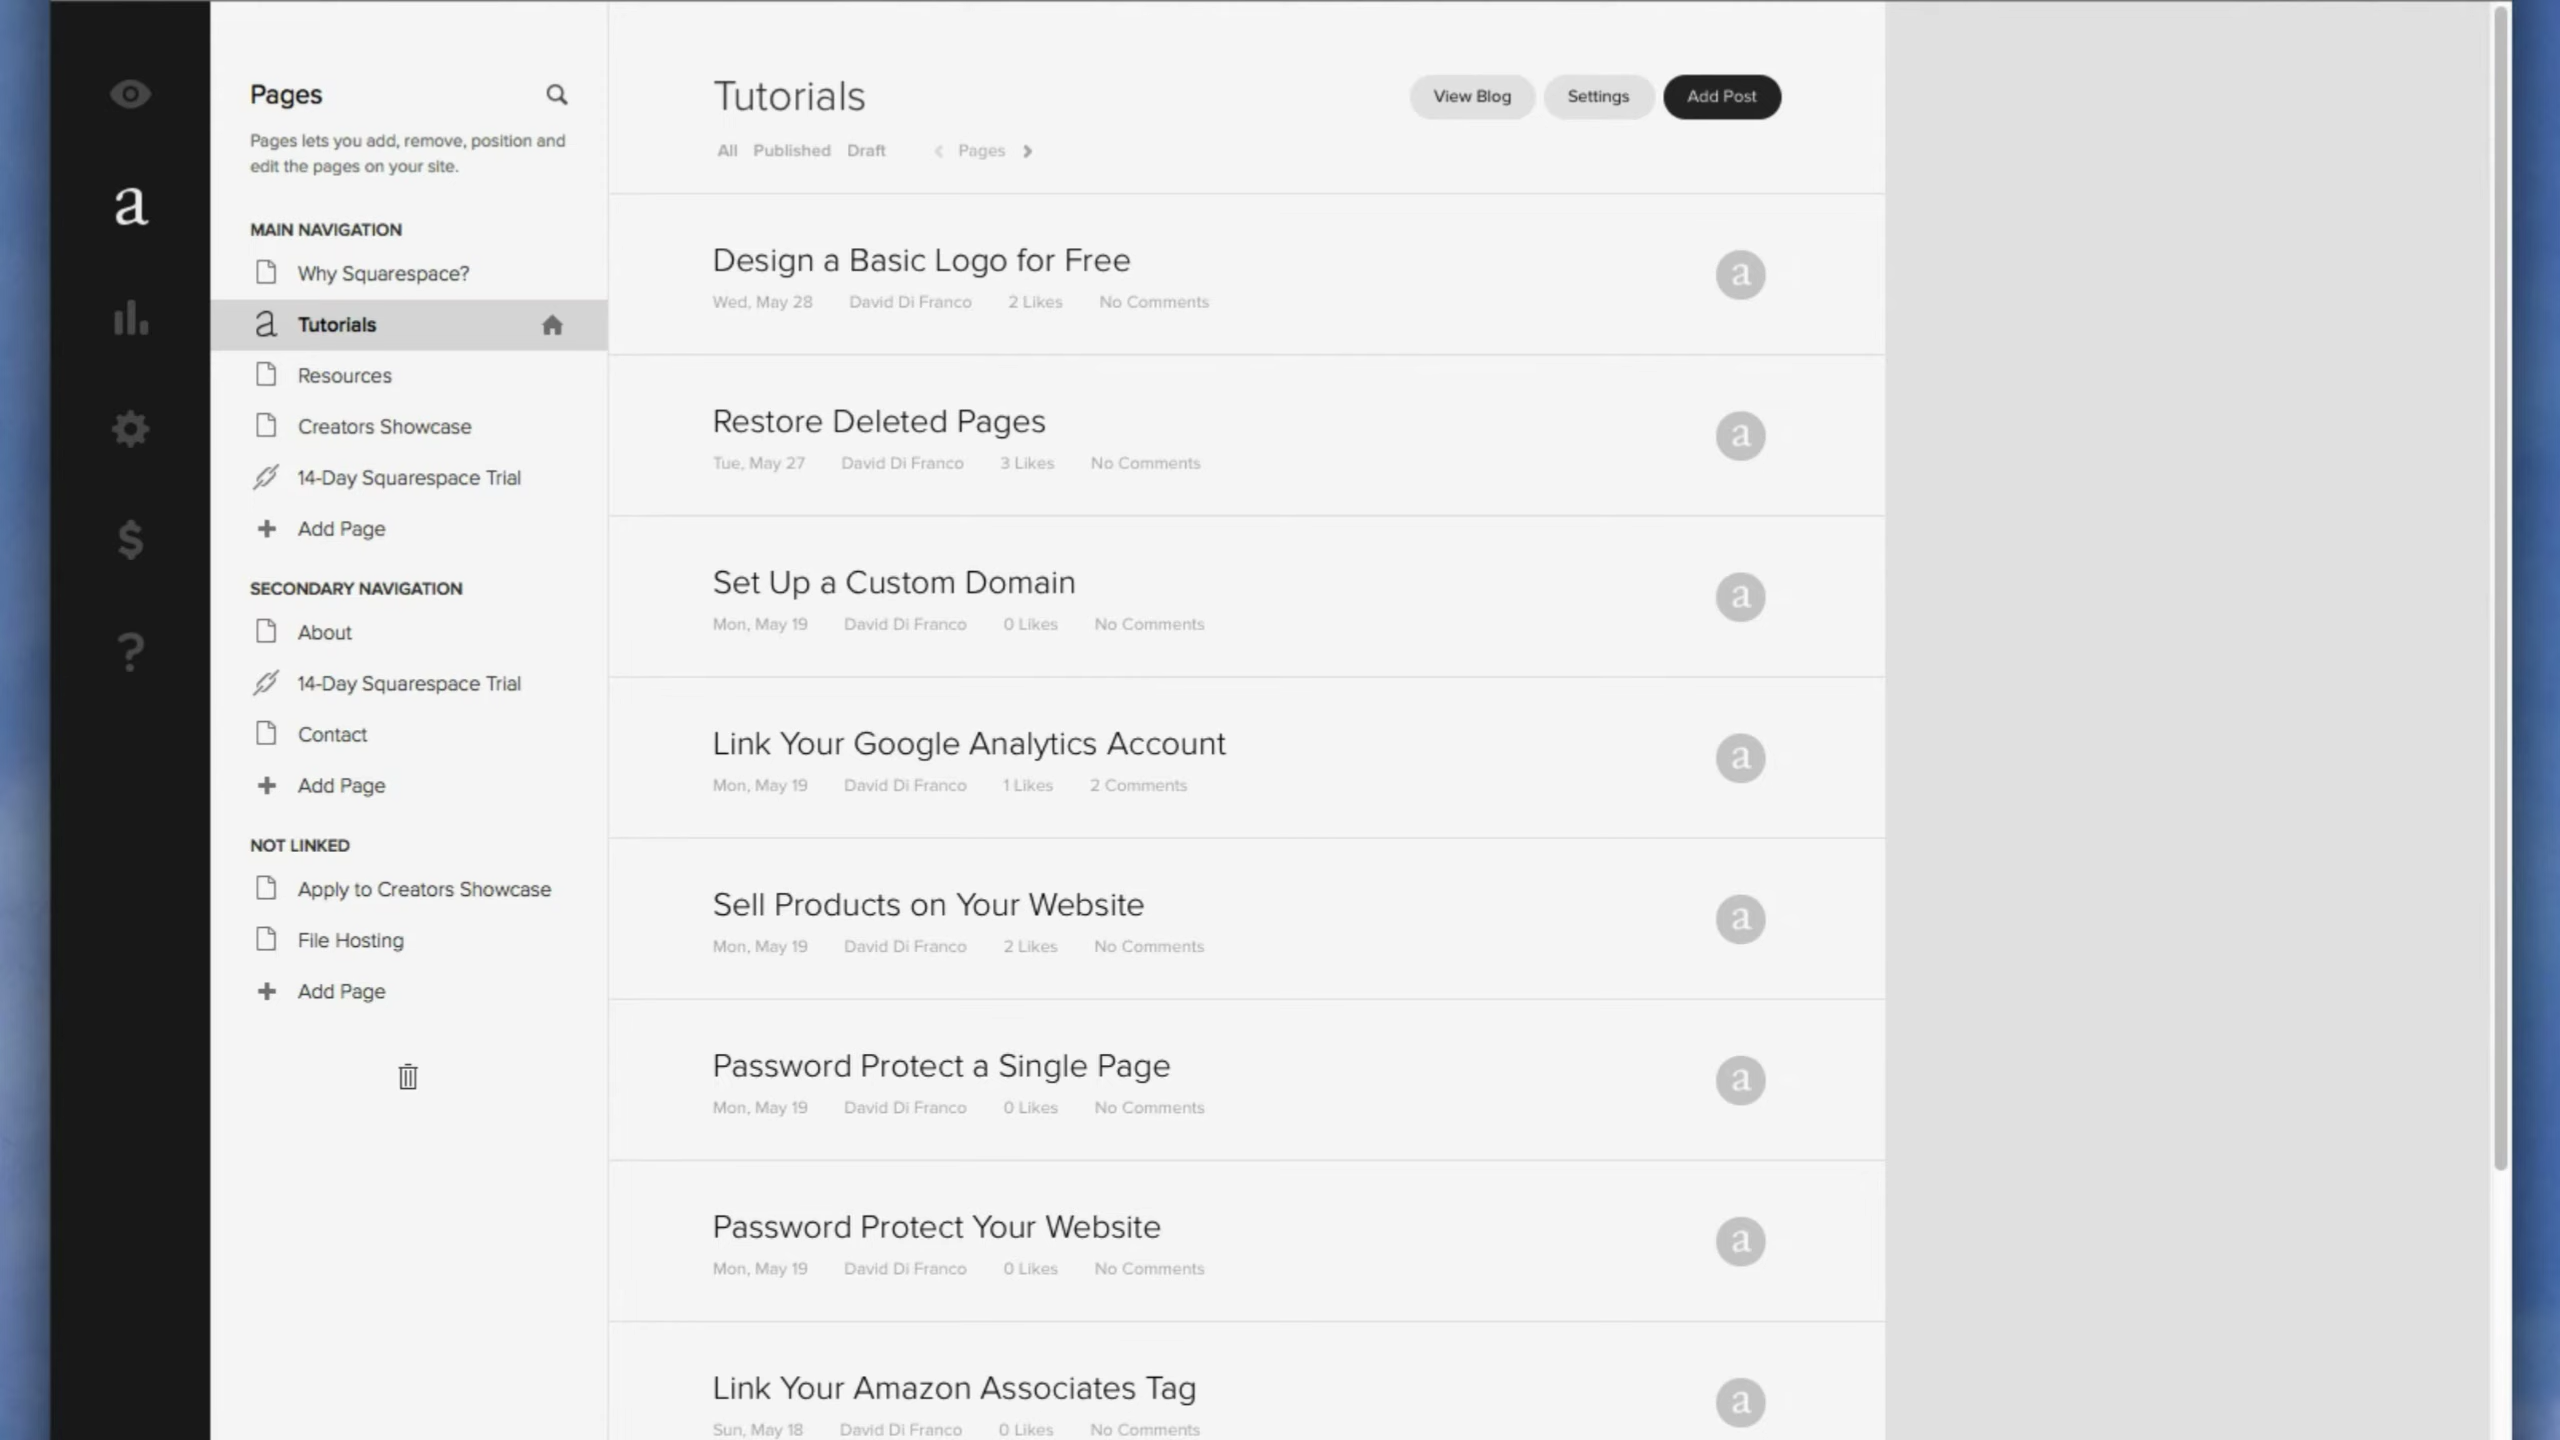 Pages
Pages lets you add, remove, position and
edit the pages on your site.
MAIN NAVIGATION
Why Squarespace?
a Tutorials
Resources
Creators Showcase
14-Day Squarespace Trial
+ Add Page
SECONDARY NAVIGATION
About
14-Day Squarespace Trial
Contact
+ Add Page
NOT LINKED
Apply to Creators Showcase
File Hosting
+ Add Page
a
$
?
Tutorials
View Blog Settings Add Post
All Published Draft < Pages >
Design a Basic Logo for Free
Wed, May 28 David Di Franco 2 Likes No Comments
a
Restore Deleted Pages
Tue, May 27 David Di Franco 3 Likes No Comments
a
Set Up a Custom Domain
Mon, May 19 David Di Franco 0 Likes No Comments
a
Link Your Google Analytics Account
Mon, May 19 David Di Franco 1 Likes 2 Comments
a
Sell Products on Your Website
Mon, May 19 David Di Franco 2 Likes No Comments
a
Password Protect a Single Page
Mon, May 19 David Di Franco 0 Likes No Comments
a
Password Protect Your Website
Mon, May 19 David Di Franco 0 Likes No Comments
a
Link Your Amazon Associates Tag
Sun, May 18 David Di Franco 0 Likes No Comments
a